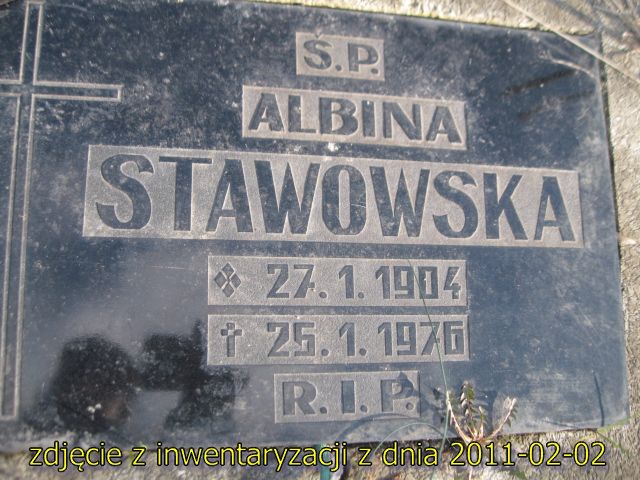 Ś.P.
ALBINA
STAWOWSKA
27.1.1904
25.1.1976
R.I.P.
zdjęcie z inwentaryzacji z dnia 2011-02-02